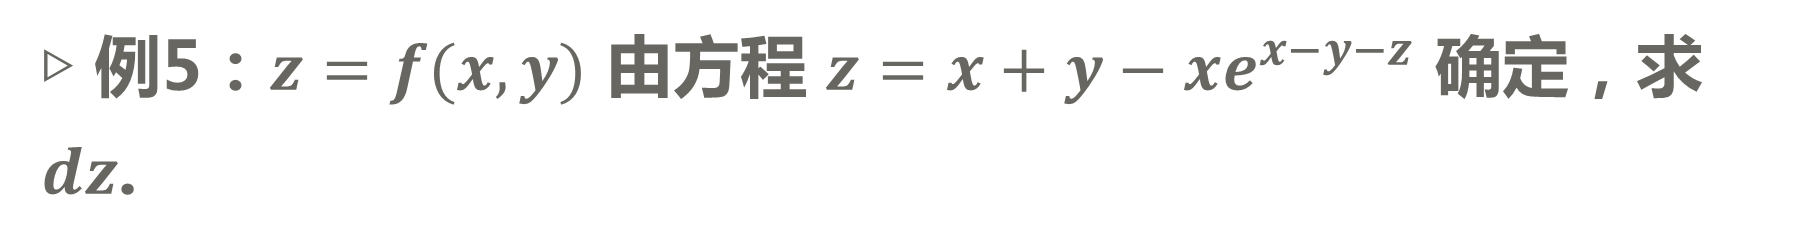 ▷ 例5：z = f(x, y) 由方程 z = x + y − xe^{x−y−z} 确定，求
dz.